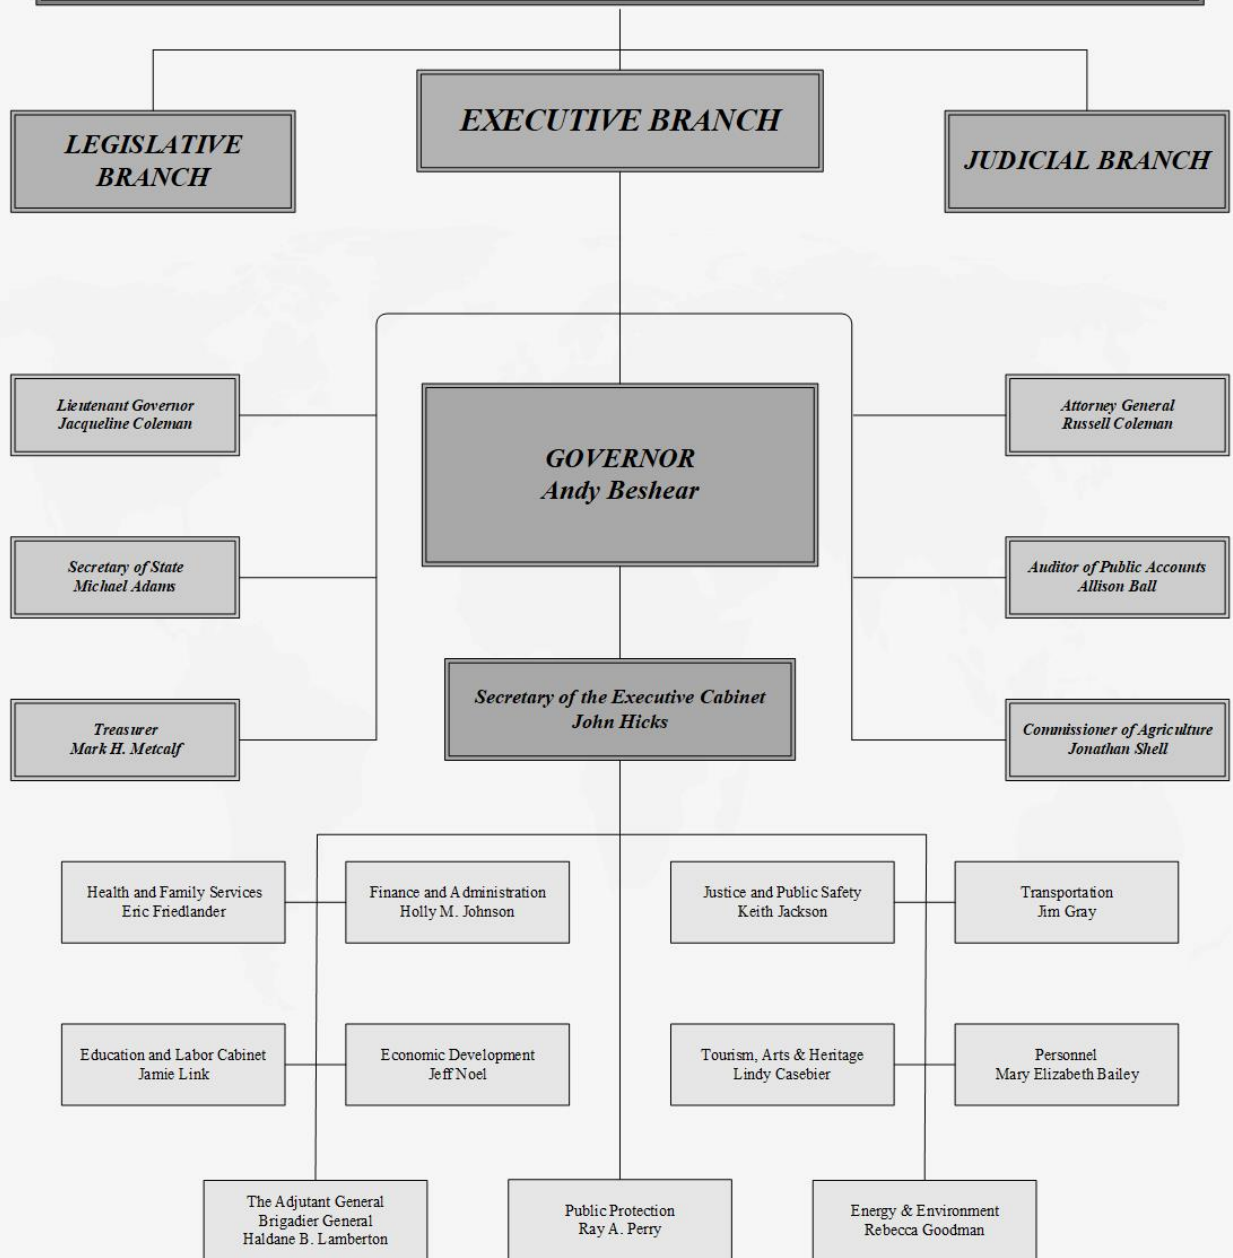 EXECUTIVE BRANCH
LEGISLATIVE
BRANCH
JUDICIAL BRANCH
Lieutenant Governor
Jacqueline Coleman
Attorney General
Russell Coleman
GOVERNOR
Andy Beshear
Secretary of State
Michael Adams
Auditor of Public Accounts
Allison Ball
Secretary of the Executive Cabinet
John Hicks
Treasurer
Mark H. Metcalf
Commissioner of Agriculture
Jonathan Shell
Health and Family Services
Eric Friedlander
Finance and Administration
Holly M. Johnson
Justice and Public Safety
Keith Jackson
Transportation
Jim Gray
Education and Labor Cabinet
Jamie Link
Economic Development
Jeff Noel
Tourism, Arts & Heritage
Lindy Casebier
Personnel
Mary Elizabeth Bailey
The Adjutant General
Brigadier General
Haldane B. Lamberton
Public Protection
Ray A. Perry
Energy & Environment
Rebecca Goodman